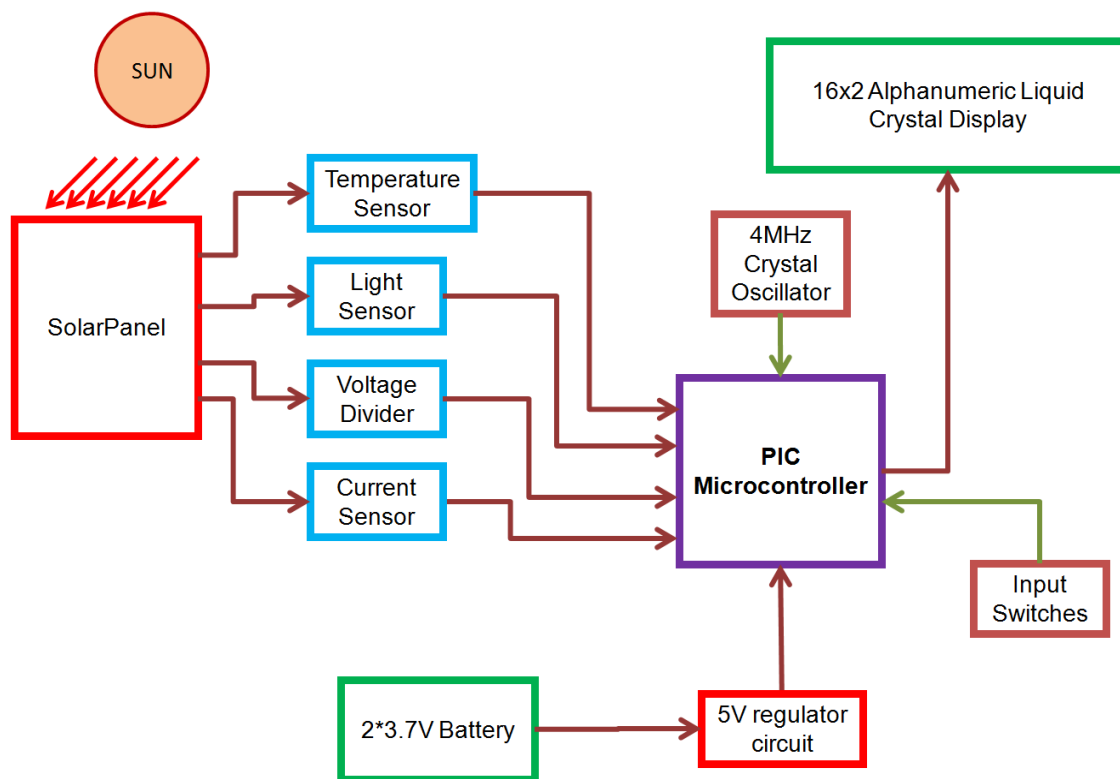 SUN
16x2 Alphanumeric Liquid
Crystal Display
Temperature
Sensor
4MHz
Crystal
Oscillator
Light
Sensor
SolarPanel
Voltage
Divider
PIC
Microcontroller
Current
Sensor
Input
Switches
2*3.7V Battery
5V regulator
circuit